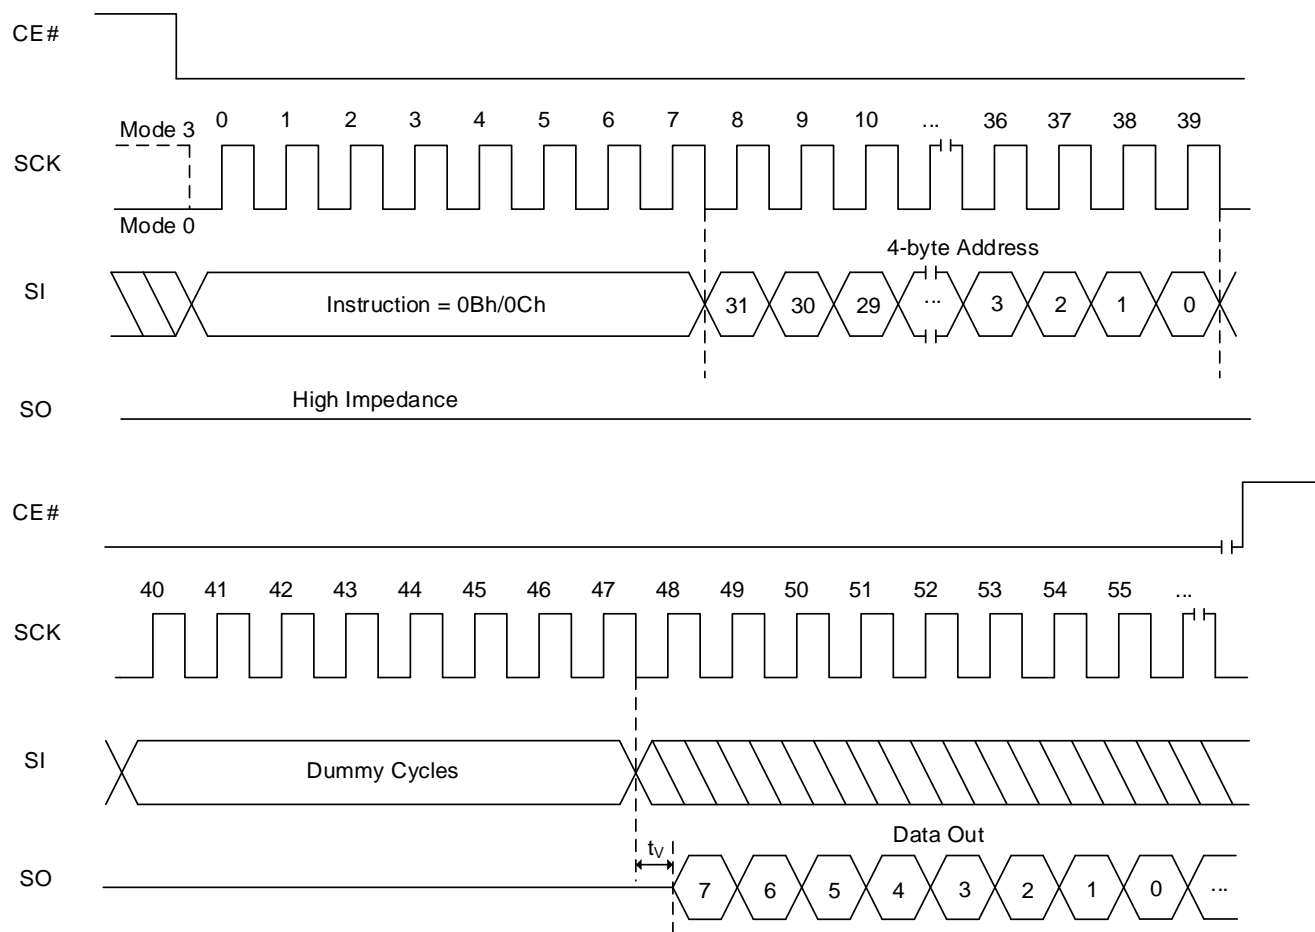 CE#
Mode 3
0 1 2 3 4 5 6 7 8 9 10 ... 36 37 38 39
SCK
Mode 0
4-byte Address
SI
Instruction = 0Bh/0Ch
31 30 29 ... 3 2 1 0
SO
High Impedance
CE#
40 41 42 43 44 45 46 47 48 49 50 51 52 53 54 55 ...
SCK
SI
Dummy Cycles
Data Out
tV
SO
7 6 5 4 3 2 1 0 ...